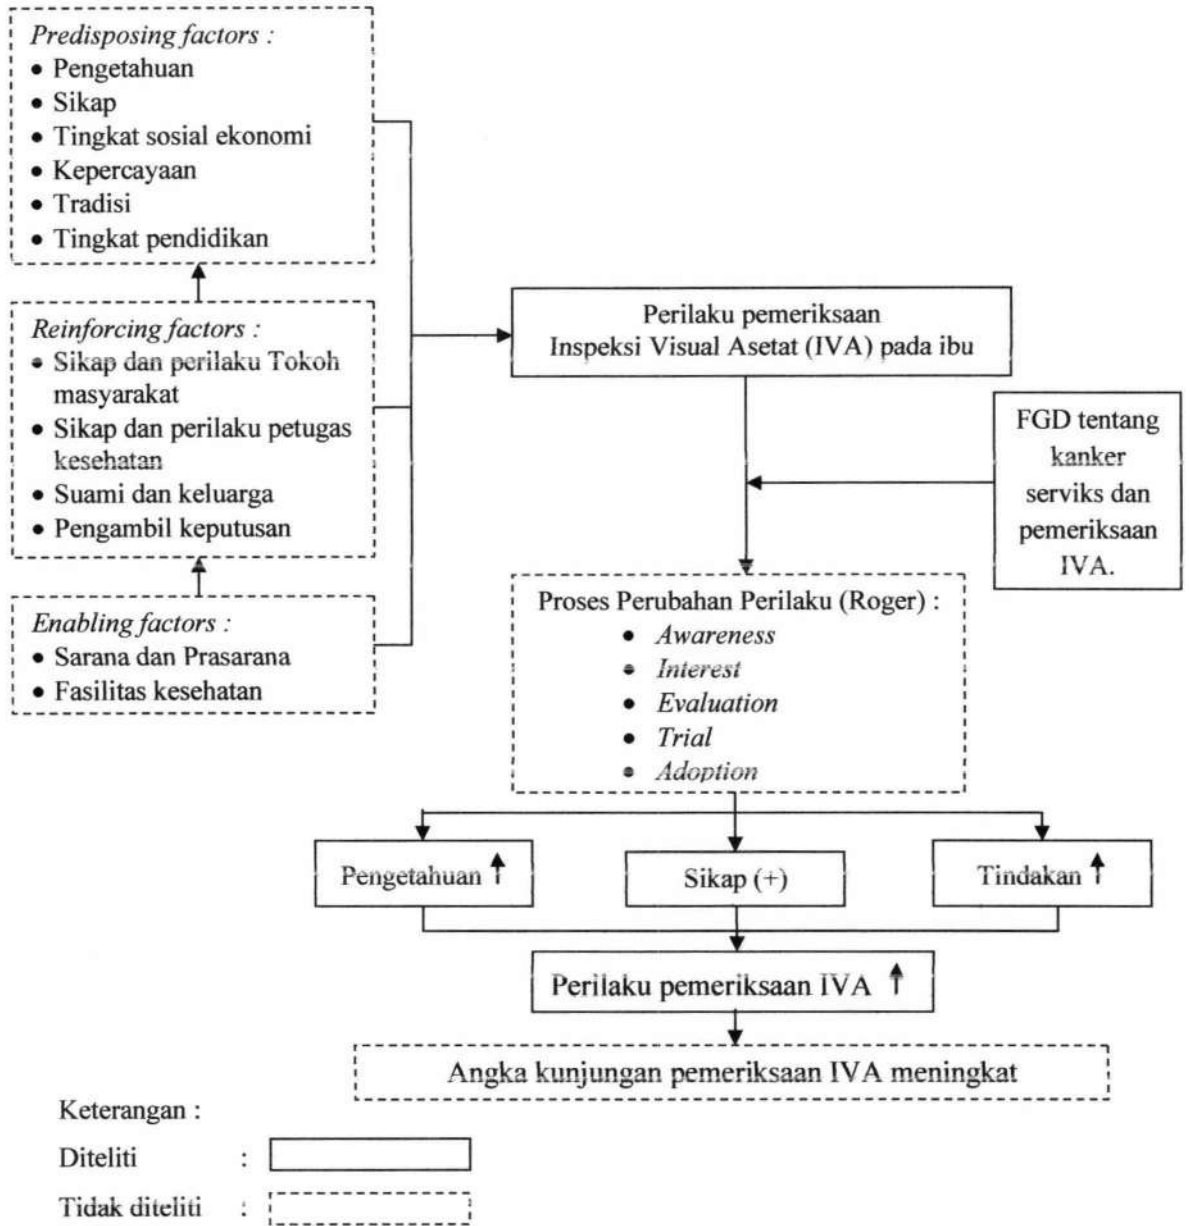 Predisposing factors :
• Pengetahuan
• Sikap
• Tingkat sosial ekonomi
• Kepercayaan
• Tradisi
• Tingkat pendidikan
Reinforcing factors :
• Sikap dan perilaku Tokoh
masyarakat
• Sikap dan perilaku petugas
kesehatan
• Suami dan keluarga
• Pengambil keputusan
Enabling factors :
• Sarana dan Prasarana
• Fasilitas kesehatan
Perilaku pemeriksaan
Inspeksi Visual Asetat (IVA) pada ibu
FGD tentang
kanker
serviks dan
pemeriksaan
IVA.
Proses Perubahan Perilaku (Roger) :
• Awareness
• Interest
• Evaluation
• Trial
• Adoption
Pengetahuan ↑
Sikap (+)
Tindakan ↑
Perilaku pemeriksaan IVA ↑
Angka kunjungan pemeriksaan IVA meningkat
Keterangan :
Diteliti :
Tidak diteliti :